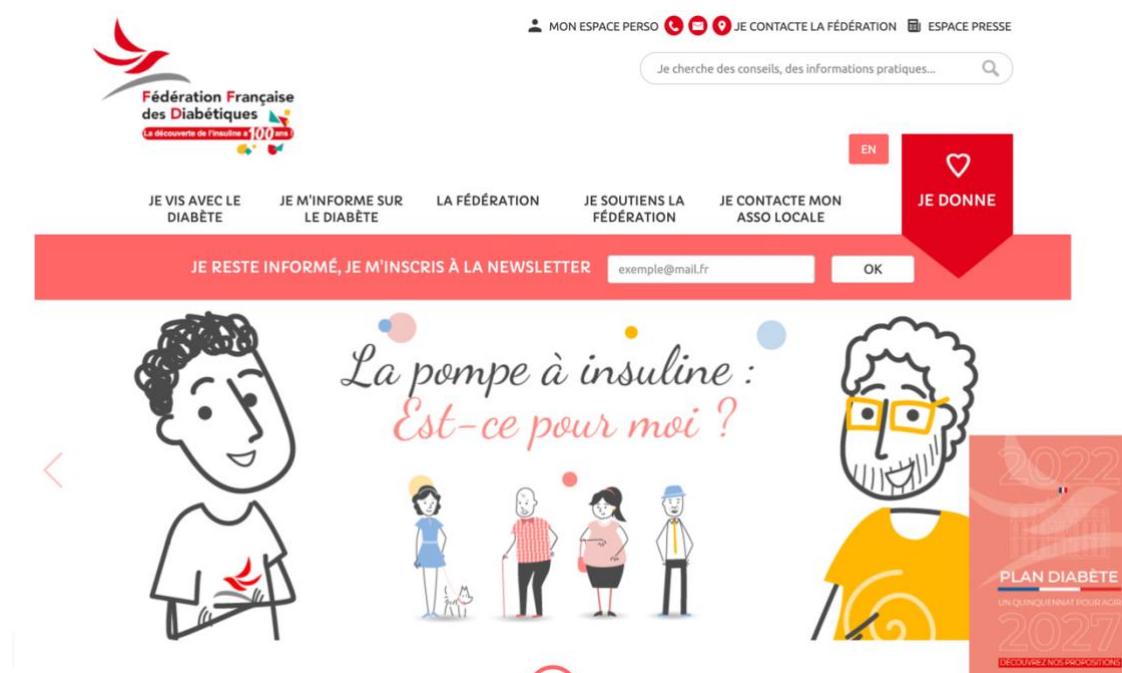 MON ESPACE PERSO JE CONTACTE LA FÉDÉRATION ESPACE PRESSE
Je cherche des conseils, des informations pratiques...
Fédération Française
des Diabétiques
La découverte de l'insuline a 100 ans !
EN
JE DONNE
JE VIS AVEC LE
DIABÈTE
JE M'INFORME SUR
LE DIABÈTE
LA FÉDÉRATION
JE SOUTIENS LA
FÉDÉRATION
JE CONTACTE MON
ASSO LOCALE
JE RESTE INFORMÉ, JE M'INSCRIS À LA NEWSLETTER exemple@mail.fr OK
La pompe à insuline :
Est-ce pour moi ?
2022
PLAN DIABÈTE
UN QUINQUENNAT POUR AGIR
2027
DÉCOUVREZ NOS PROPOSITIONS